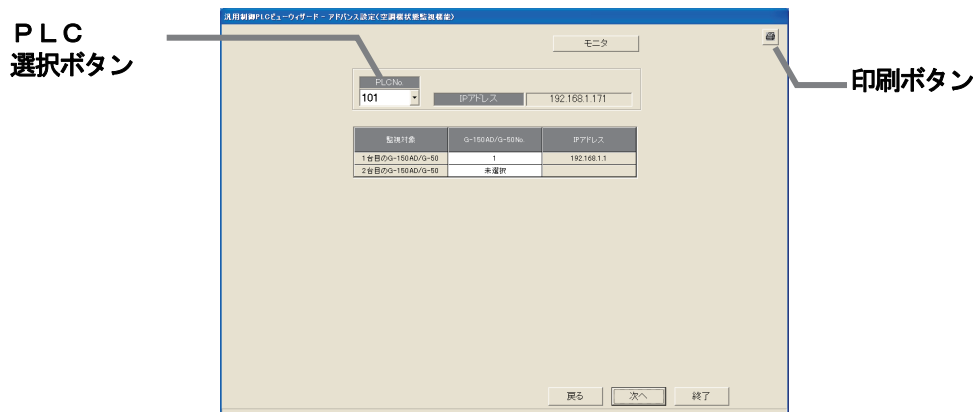 汎用制御PLCビューウィザード - アドバンス設定(空調機状態監視機能)
ＰＬＣ
選択ボタン
モニタ
印刷ボタン
PLCNo.
101
IPアドレス 192.168.1.171
監視対象 G-150AD/G-50No. IPアドレス
1台目のG-150AD/G-50 1 192.168.1.1
2台目のG-150AD/G-50 未選択
戻る 次へ 終了